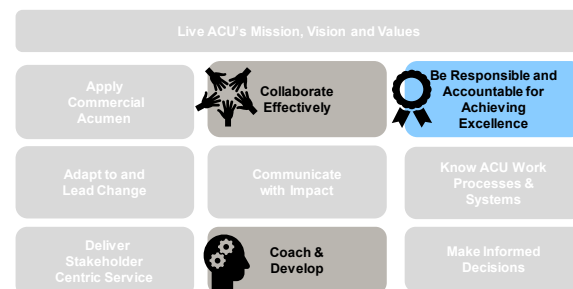 Live ACU's Mission, Vision and Values
Apply
Commercial
Acumen
Collaborate
Effectively
Be Responsible and
Accountable for
Achieving
Excellence
Adapt to and
Lead Change
Communicate
with Impact
Know ACU Work
Processes &
Systems
Deliver
Stakeholder
Centric Service
Coach &
Develop
Make Informed
Decisions